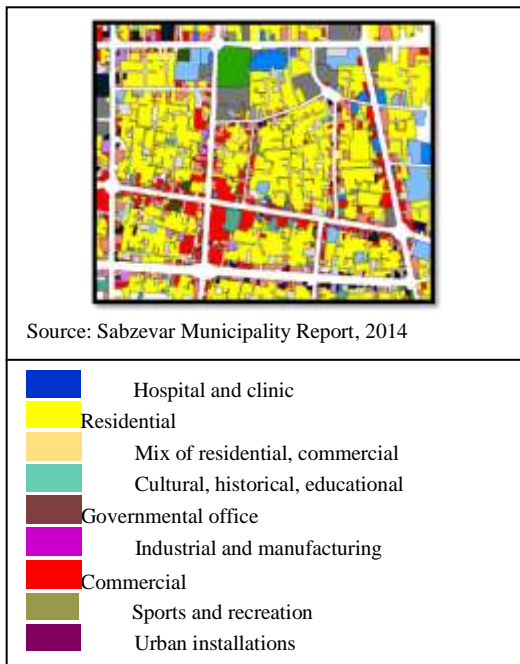 Source: Sabzevar Municipality Report, 2014
Hospital and clinic
Residential
Mix of residential, commercial
Cultural, historical, educational
Governmental office
Industrial and manufacturing
Commercial
Sports and recreation
Urban installations